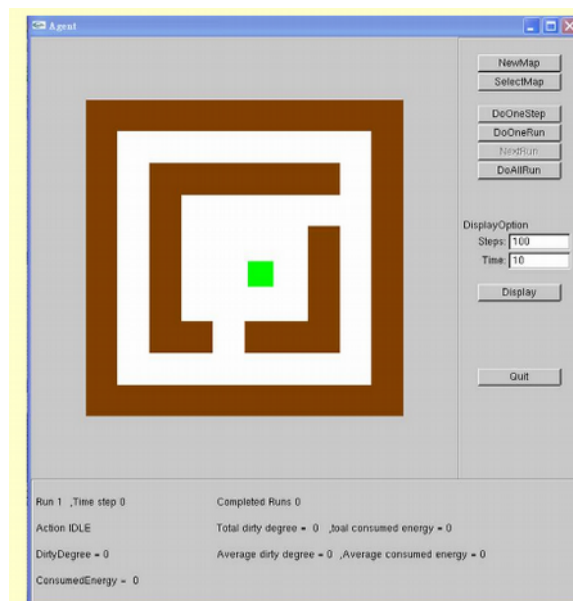 Agent
NewMap
SelectMap
DoOneStep
DoOneRun
NextRun
DoAllRun
DisplayOption
Steps: 100
Time: 10
Display
Quit
Run 1 ,Time step 0
Completed Runs 0
Action IDLE
Total dirty degree = 0 ,toal consumed energy = 0
DirtyDegree = 0
Average dirty degree = 0 ,Average consumed energy = 0
ConsumedEnergy = 0